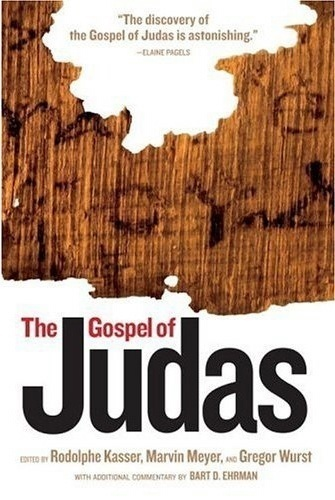 “The discovery of
the Gospel of Judas is astonishing.”
—ELAINE PAGELS
The Gospel of
Judas
EDITED BY Rodolphe Kasser, Marvin Meyer, AND Gregor Wurst
WITH ADDITIONAL COMMENTARY BY BART D. EHRMAN